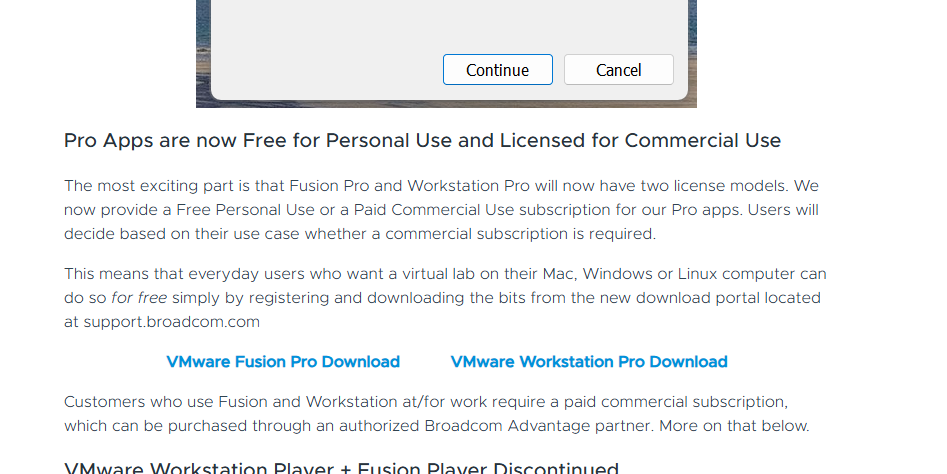 Continue Cancel
Pro Apps are now Free for Personal Use and Licensed for Commercial Use
The most exciting part is that Fusion Pro and Workstation Pro will now have two license models. We
now provide a Free Personal Use or a Paid Commercial Use subscription for our Pro apps. Users will
decide based on their use case whether a commercial subscription is required.
This means that everyday users who want a virtual lab on their Mac, Windows or Linux computer can
do so for free simply by registering and downloading the bits from the new download portal located
at support.broadcom.com
VMware Fusion Pro Download VMware Workstation Pro Download
Customers who use Fusion and Workstation at/for work require a paid commercial subscription,
which can be purchased through an authorized Broadcom Advantage partner. More on that below.
VMware Workstation Player + Fusion Player Discontinued